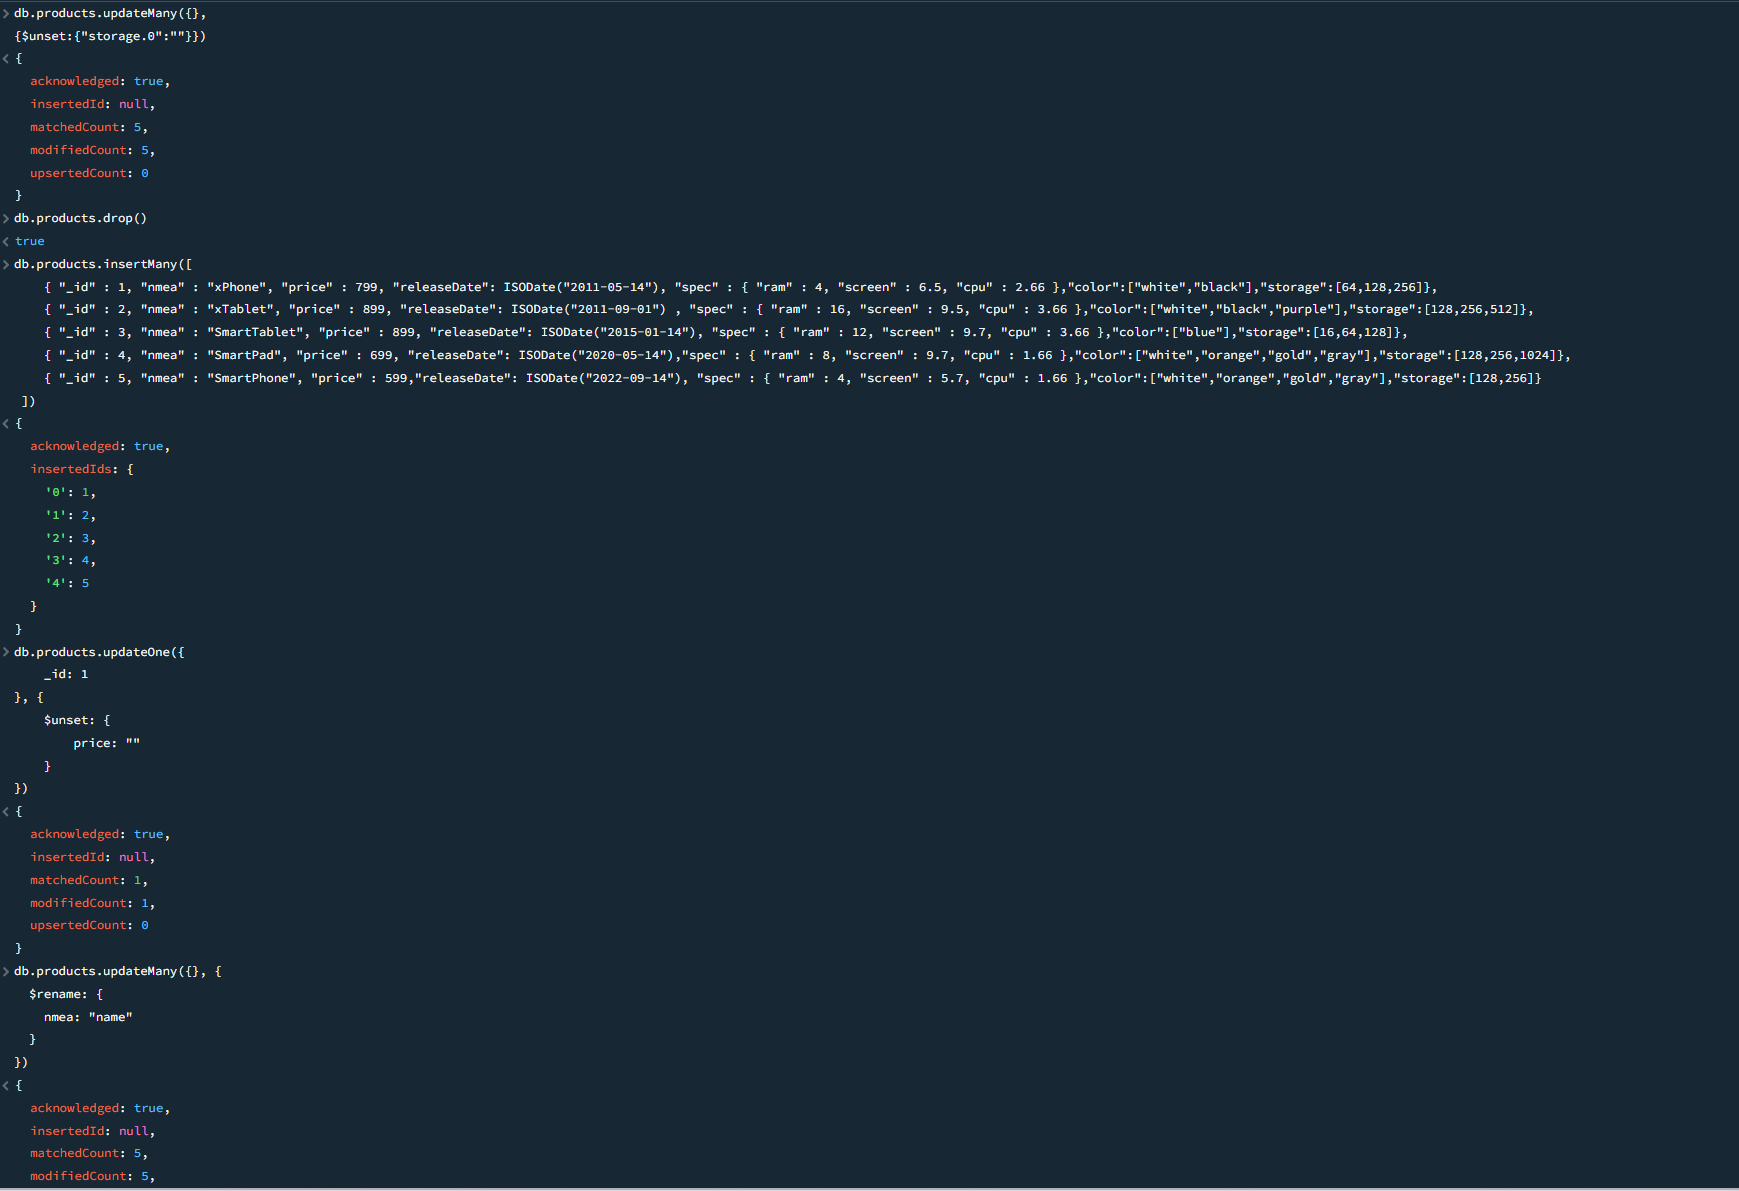 > db.products.updateMany({},
{$unset:{"storage.0":""}})
< {
acknowledged: true,
insertedId: null,
matchedCount: 5,
modifiedCount: 5,
upsertedCount: 0
}
> db.products.drop()
< true
> db.products.insertMany([
{ "_id" : 1, "nmea" : "xPhone", "price" : 799, "releaseDate": ISODate("2011-05-14"), "spec" : { "ram" : 4, "screen" : 6.5, "cpu" : 2.66 },"color":["white","black"],"storage":[64,128,256]},
{ "_id" : 2, "nmea" : "xTablet", "price" : 899, "releaseDate": ISODate("2011-09-01") , "spec" : { "ram" : 16, "screen" : 9.5, "cpu" : 3.66 },"color":["white","black","purple"],"storage":[128,256,512]},
{ "_id" : 3, "nmea" : "SmartTablet", "price" : 899, "releaseDate": ISODate("2015-01-14"), "spec" : { "ram" : 12, "screen" : 9.7, "cpu" : 3.66 },"color":["blue"],"storage":[16,64,128]},
{ "_id" : 4, "nmea" : "SmartPad", "price" : 699, "releaseDate": ISODate("2020-05-14"),"spec" : { "ram" : 8, "screen" : 9.7, "cpu" : 1.66 },"color":["white","orange","gold","gray"],"storage":[128,256,1024]},
{ "_id" : 5, "nmea" : "SmartPhone", "price" : 599,"releaseDate": ISODate("2022-09-14"), "spec" : { "ram" : 4, "screen" : 5.7, "cpu" : 1.66 },"color":["white","orange","gold","gray"],"storage":[128,256]}
])
< {
acknowledged: true,
insertedIds: {
'0': 1,
'1': 2,
'2': 3,
'3': 4,
'4': 5
}
}
> db.products.updateOne({
_id: 1
}, {
$unset: {
price: ""
}
})
< {
acknowledged: true,
insertedId: null,
matchedCount: 1,
modifiedCount: 1,
upsertedCount: 0
}
> db.products.updateMany({}, {
$rename: {
nmea: "name"
}
})
< {
acknowledged: true,
insertedId: null,
matchedCount: 5,
modifiedCount: 5,